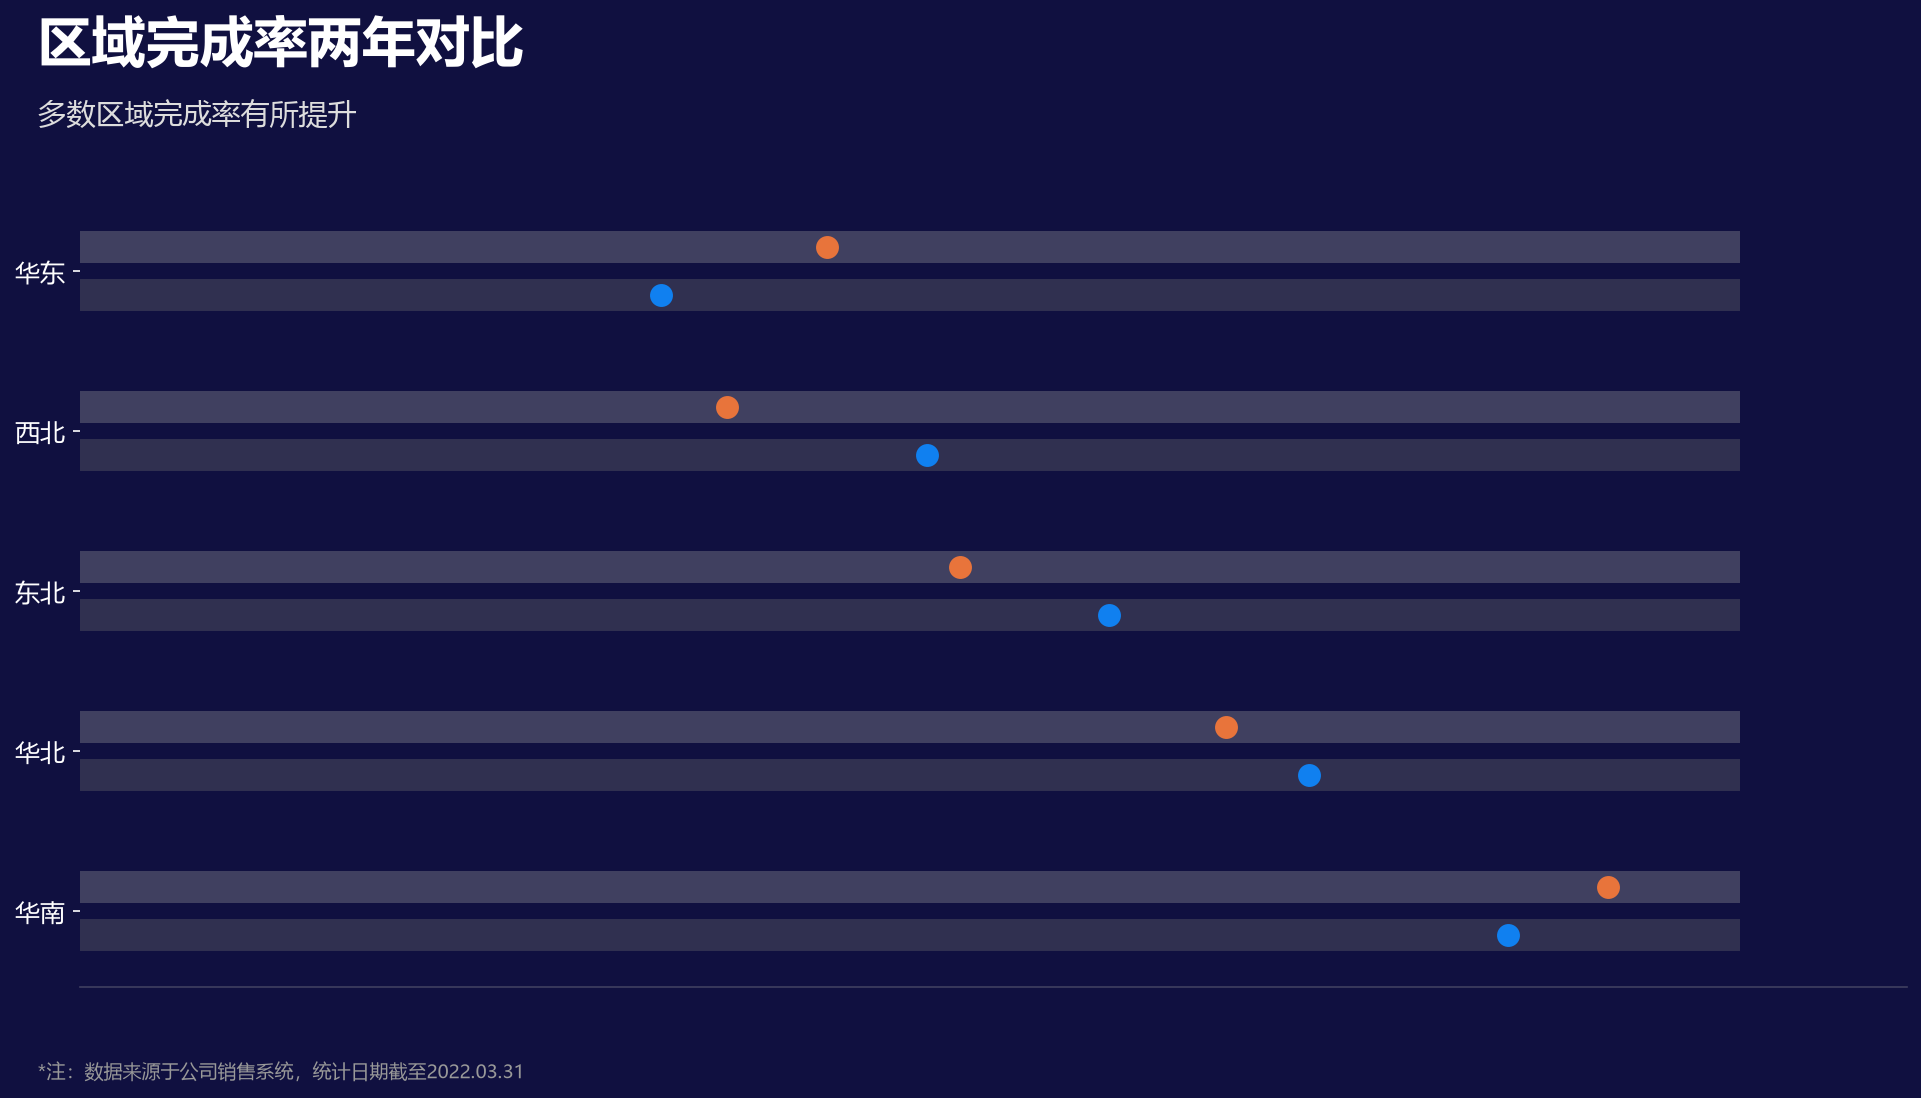 区域完成率两年对比
多数区域完成率有所提升
华东
西北
东北
华北
华南
*注：数据来源于公司销售系统，统计日期截至2022.03.31